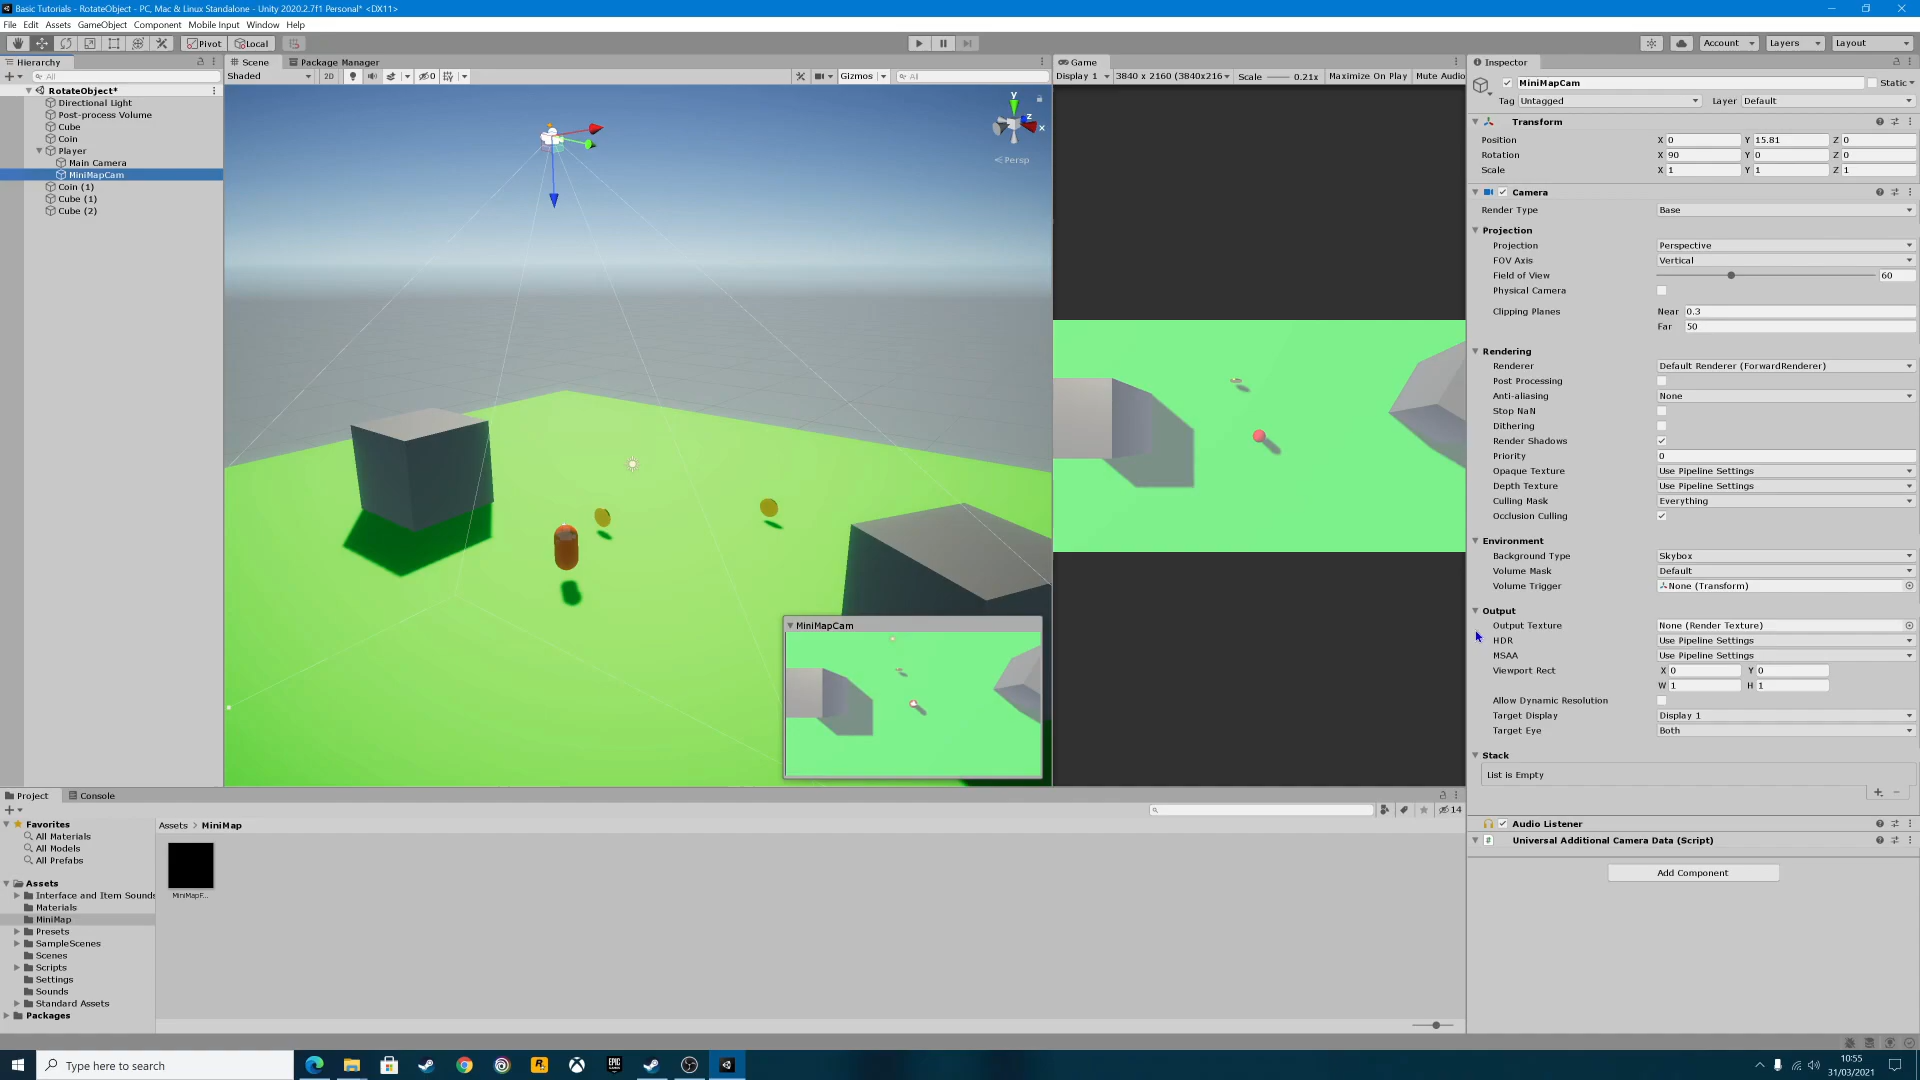 Basic Tutorials - RotateObject - PC, Mac & Linux Standalone - Unity 2020.2.7f1 Personal* <DX11>
File Edit Assets GameObject Component Mobile Input Window Help
Pivot Local Account Layers Layout
Hierarchy
All
RotateObject*
Directional Light
Post-process Volume
Cube
Coin
Player
Main Camera
MiniMapCam
Coin (1)
Cube (1)
Cube (2)
Scene Package Manager
Shaded 2D 0 Gizmos All
y
z
x
Persp
MiniMapCam
Game
Display 1 3840 x 2160 (3840x216 Scale 0.21x Maximize On Play Mute Audio
Inspector
MiniMapCam Static
Tag Untagged Layer Default
Transform
Position X 0 Y 15.81 Z 0
Rotation X 90 Y 0 Z 0
Scale X 1 Y 1 Z 1
Camera
Render Type Base
Projection
Projection Perspective
FOV Axis Vertical
Field of View 60
Physical Camera
Clipping Planes Near 0.3
Far 50
Rendering
Renderer Default Renderer (ForwardRenderer)
Post Processing
Anti-aliasing None
Stop NaN
Dithering
Render Shadows
Priority 0
Opaque Texture Use Pipeline Settings
Depth Texture Use Pipeline Settings
Culling Mask Everything
Occlusion Culling
Environment
Background Type Skybox
Volume Mask Default
Volume Trigger None (Transform)
Output
Output Texture None (Render Texture)
HDR Use Pipeline Settings
MSAA Use Pipeline Settings
Viewport Rect X 0 Y 0
W 1 H 1
Allow Dynamic Resolution
Target Display Display 1
Target Eye Both
Stack
List is Empty
Audio Listener
Universal Additional Camera Data (Script)
Add Component
Project Console
14
Favorites
All Materials
All Models
All Prefabs
Assets
Interface and Item Sounds
Materials
MiniMap
Presets
SampleScenes
Scenes
Scripts
Settings
Sounds
Standard Assets
Packages
Assets > MiniMap
MiniMapF...
Type here to search
EPIC
10:55
31/03/2021